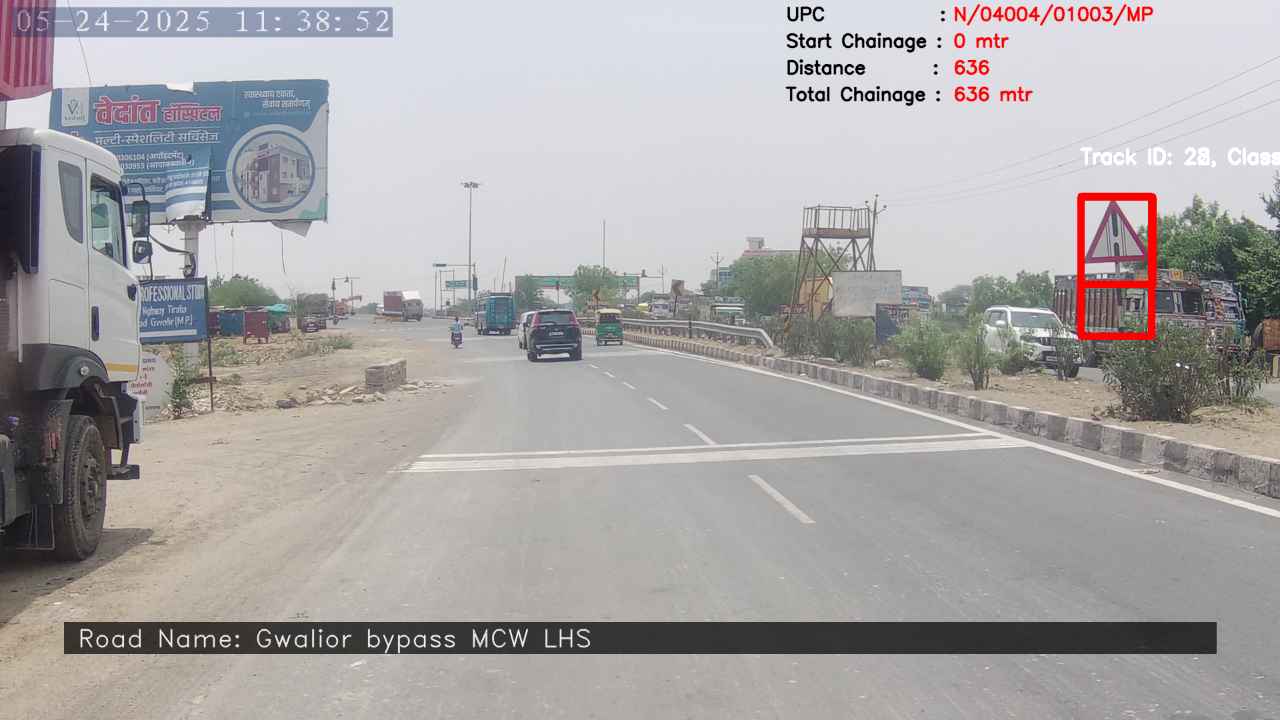 05-24-2025 11:38:52
UPC : N/04004/01003/MP
Start Chainage : 0 mtr
Distance : 636
Total Chainage : 636 mtr
Track ID: 28, Class
वेदांत हॉस्पिटल
मल्टी-स्पेशलिटी सर्विसेज
PROFESSIONAL
Road Name: Gwalior bypass MCW LHS